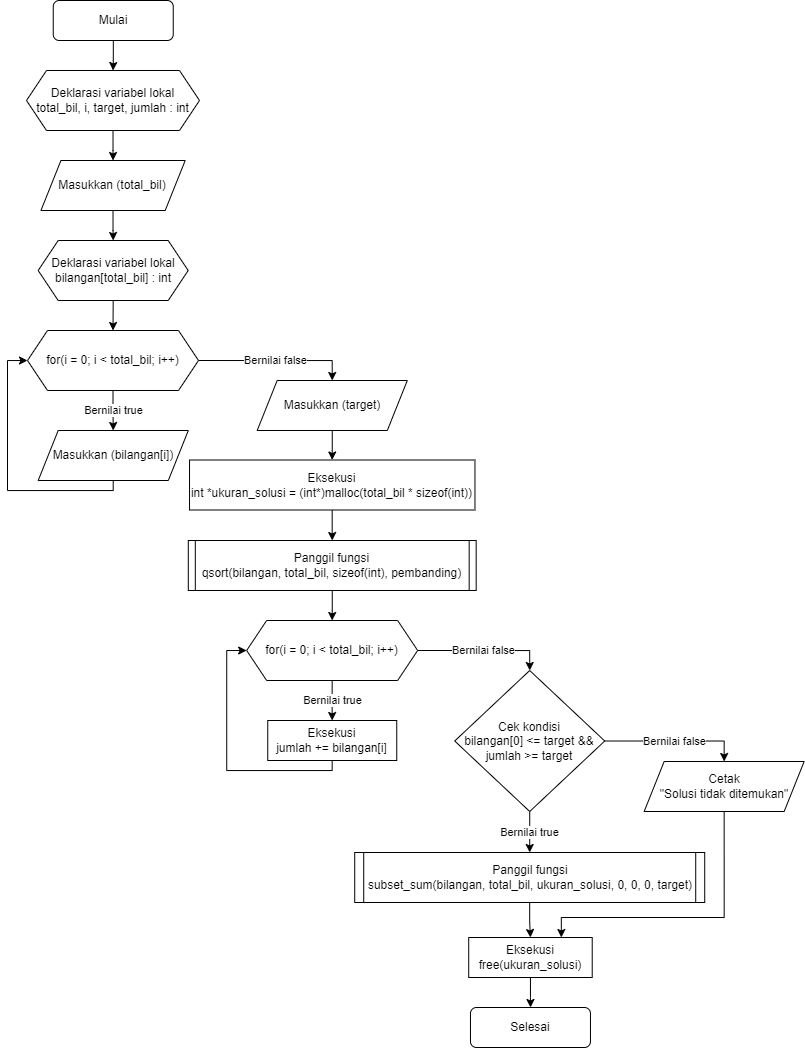 Mulai
Deklarasi variabel lokal
total_bil, i, target, jumlah : int
Masukkan (total_bil)
Deklarasi variabel lokal
bilangan[total_bil] : int
for(i = 0; i < total_bil; i++)
Bernilai false
Bernilai true
Masukkan (target)
Masukkan (bilangan[i])
Eksekusi
int *ukuran_solusi = (int*)malloc(total_bil * sizeof(int))
Panggil fungsi
qsort(bilangan, total_bil, sizeof(int), pembanding)
for(i = 0; i < total_bil; i++)
Bernilai false
Bernilai true
Eksekusi
jumlah += bilangan[i]
Cek kondisi
bilangan[0] <= target &&
jumlah >= target
Bernilai false
Cetak
"Solusi tidak ditemukan"
Bernilai true
Panggil fungsi
subset_sum(bilangan, total_bil, ukuran_solusi, 0, 0, 0, target)
Eksekusi
free(ukuran_solusi)
Selesai